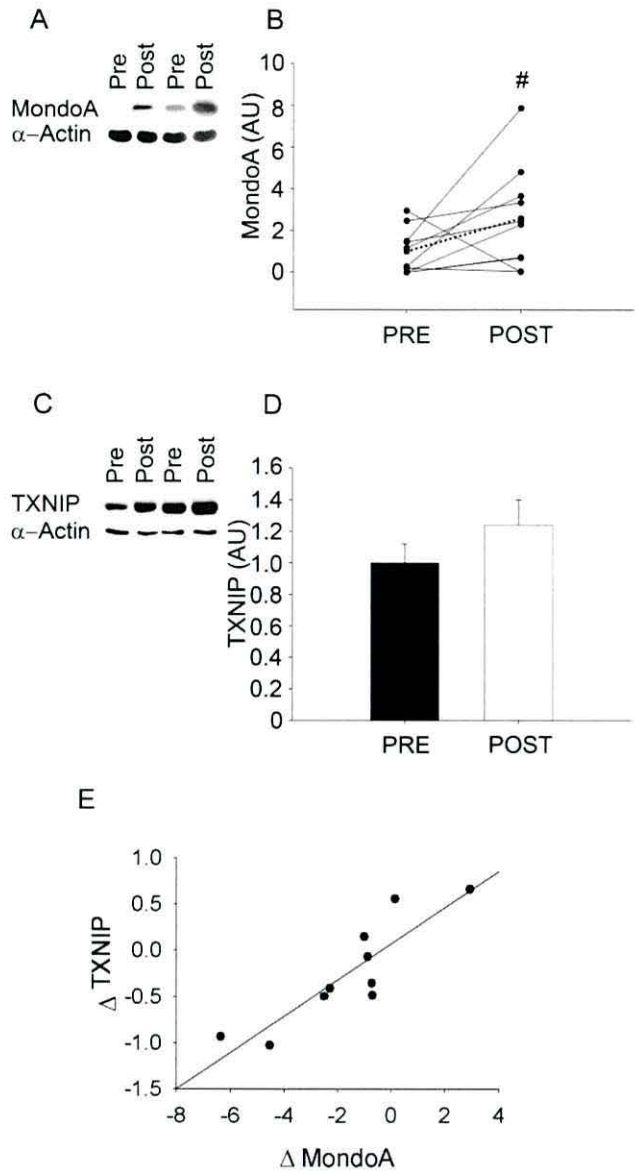 A
Pre Post Pre Post
MondoA
α−Actin
B
MondoA (AU)
10
8
6
4
2
0
#
PRE POST
C
Pre Post Pre Post
TXNIP
α−Actin
D
TXNIP (AU)
1.6
1.4
1.2
1.0
0.8
0.6
0.4
0.2
0
PRE POST
E
Δ TXNIP
1.0
0.5
0.0
-0.5
-1.0
-1.5
-8 -6 -4 -2 0 2 4
Δ MondoA